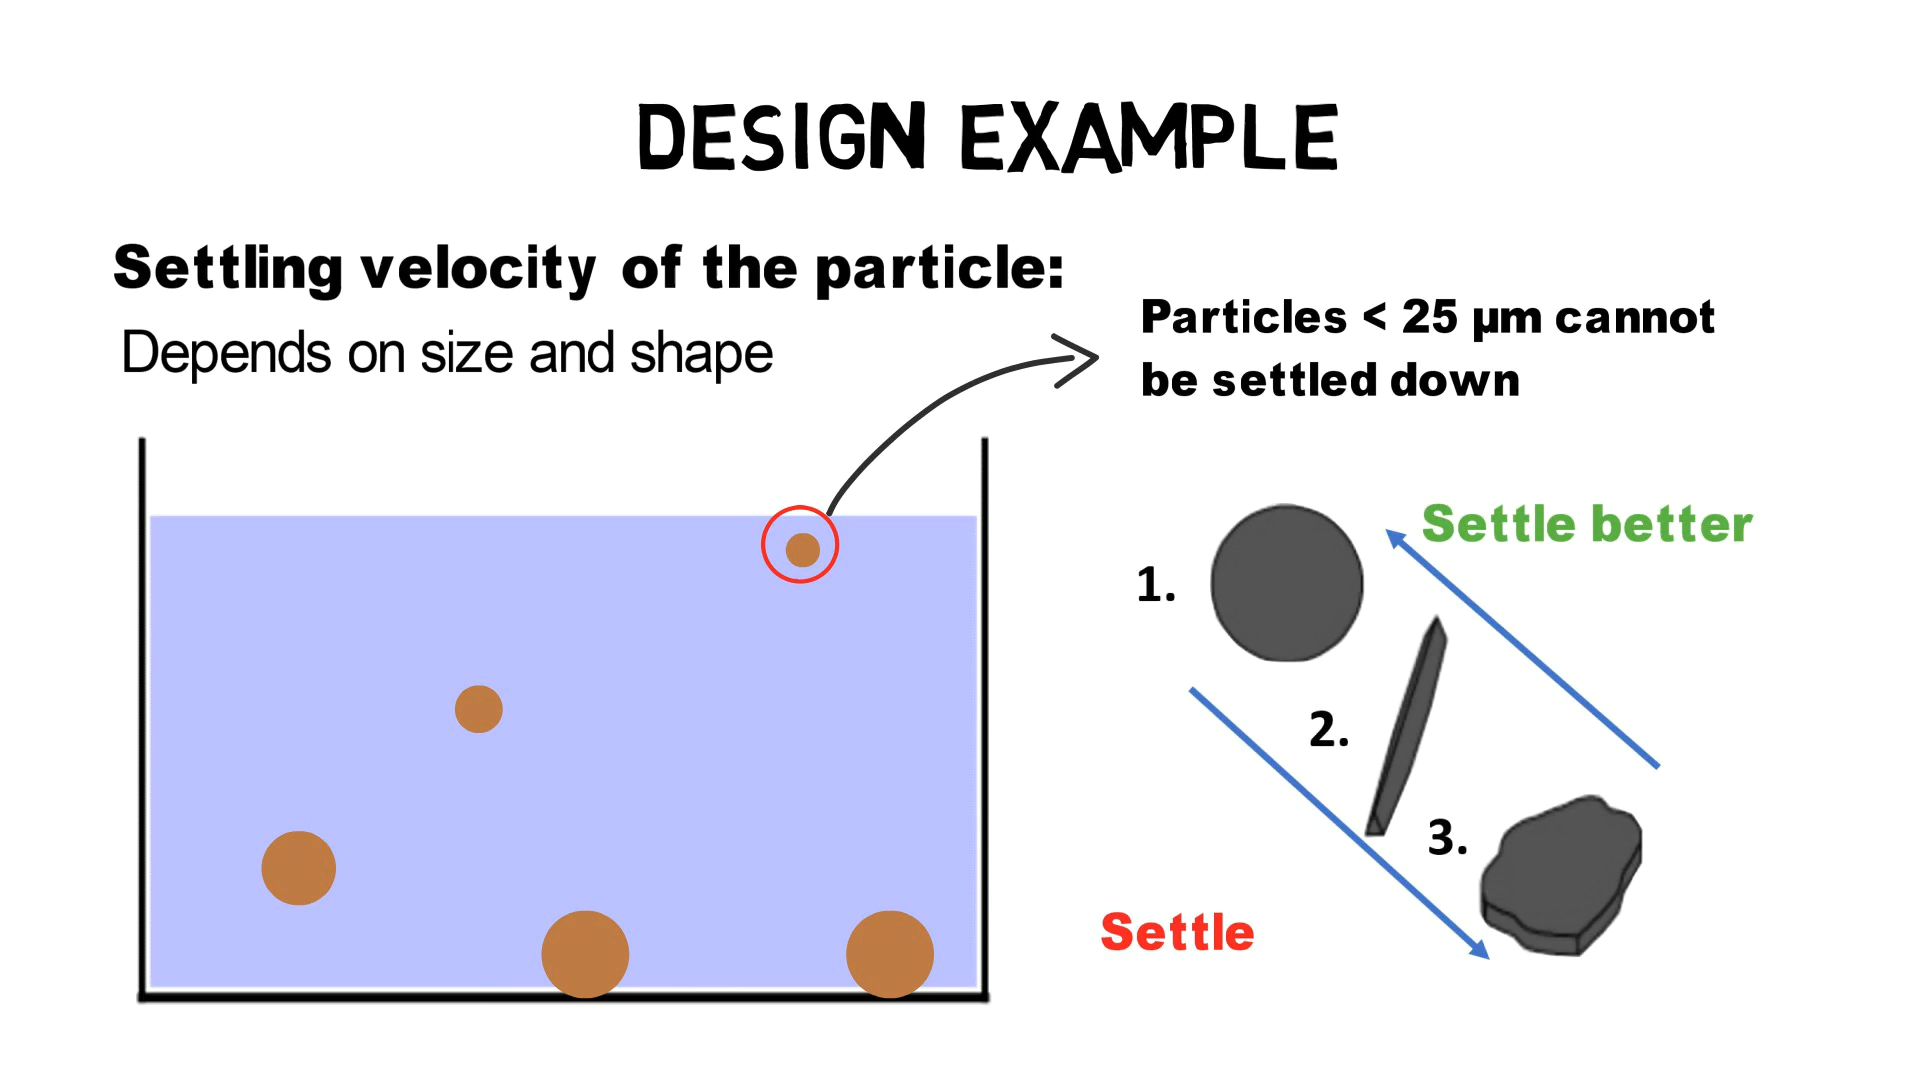 DESIGN EXAMPLE
Settling velocity of the particle:
Depends on size and shape
Particles < 25 µm cannot
be settled down
Settle better
1.
2.
3.
Settle